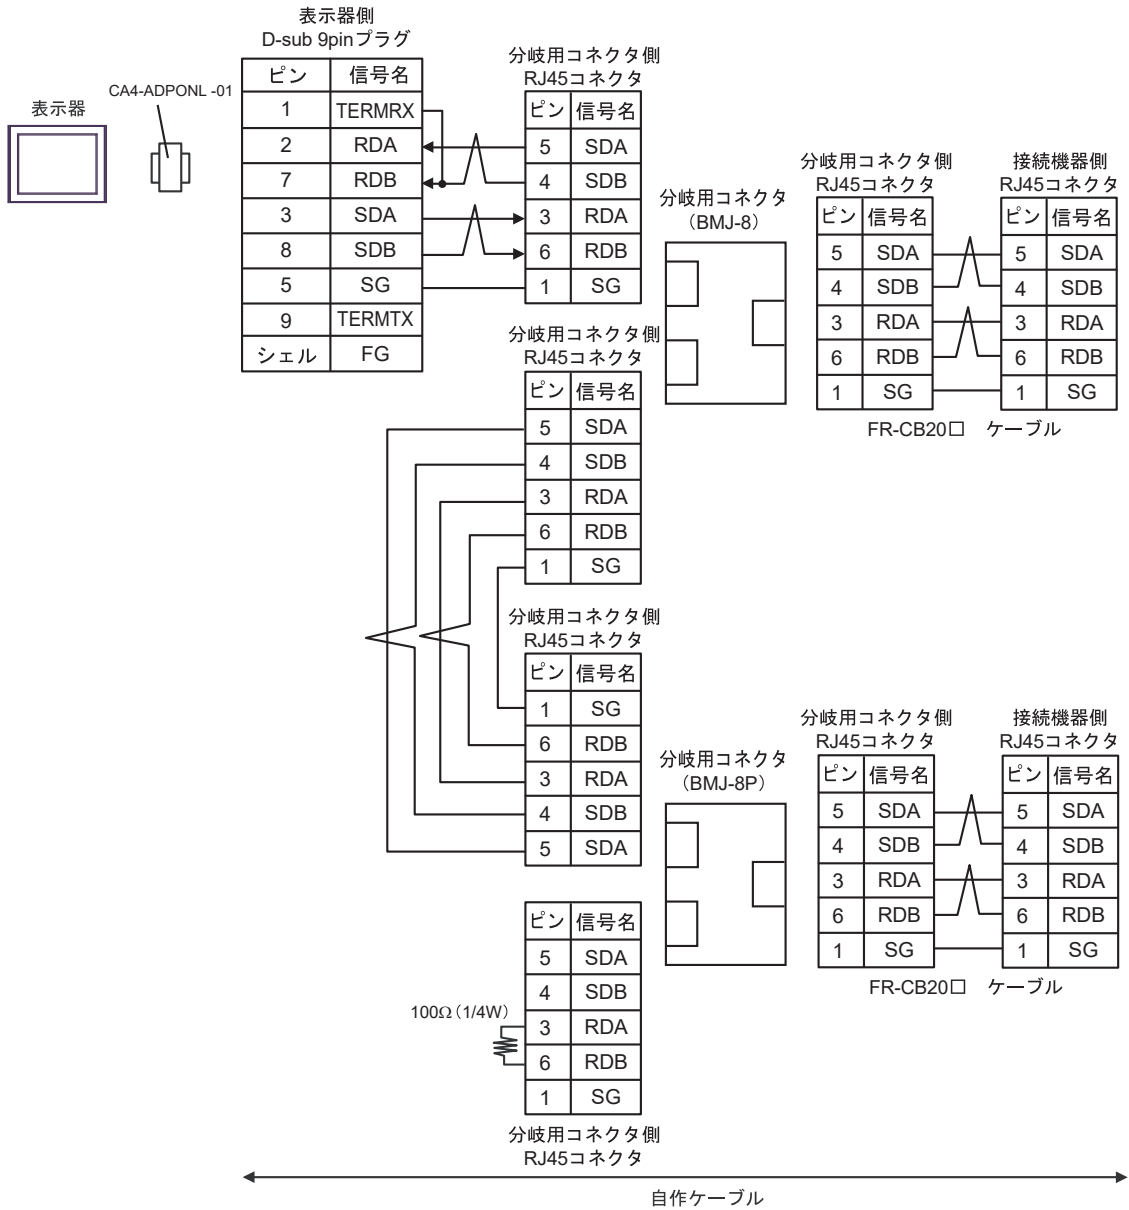 表示器
CA4-ADPONL -01
表示器側
D-sub 9pinプラグ
ピン 信号名
1 TERMRX
2 RDA
7 RDB
3 SDA
8 SDB
5 SG
9 TERMTX
シェル FG
分岐用コネクタ側
RJ45コネクタ
ピン 信号名
5 SDA
4 SDB
3 RDA
6 RDB
1 SG
分岐用コネクタ
（BMJ-8）
分岐用コネクタ側
RJ45コネクタ
ピン 信号名
5 SDA
4 SDB
3 RDA
6 RDB
1 SG
接続機器側
RJ45コネクタ
ピン 信号名
5 SDA
4 SDB
3 RDA
6 RDB
1 SG
FR-CB20□ ケーブル
分岐用コネクタ側
RJ45コネクタ
ピン 信号名
5 SDA
4 SDB
3 RDA
6 RDB
1 SG
分岐用コネクタ側
RJ45コネクタ
ピン 信号名
1 SG
6 RDB
3 RDA
4 SDB
5 SDA
分岐用コネクタ
（BMJ-8P）
分岐用コネクタ側
RJ45コネクタ
ピン 信号名
5 SDA
4 SDB
3 RDA
6 RDB
1 SG
接続機器側
RJ45コネクタ
ピン 信号名
5 SDA
4 SDB
3 RDA
6 RDB
1 SG
FR-CB20□ ケーブル
100Ω（1/4W）
ピン 信号名
5 SDA
4 SDB
3 RDA
6 RDB
1 SG
分岐用コネクタ側
RJ45コネクタ
自作ケーブル